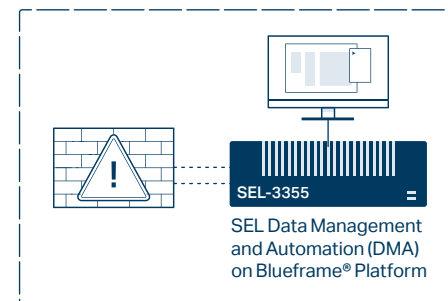 !
SEL-3355
SEL Data Management
and Automation (DMA)
on Blueframe® Platform